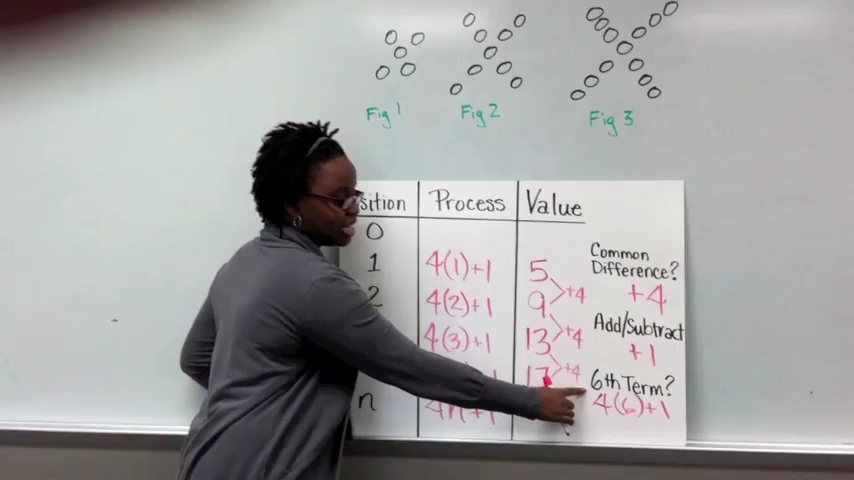 Fig 1
Fig 2
Fig 3
sition Process Value
0
1 4(1)+1 5
2 4(2)+1 9
4(3)+1 13
+1 17
n 4n+1
+4
+4
+4
Common
Difference?
+4
Add/Subtract
+1
6th Term?
4(6)+1